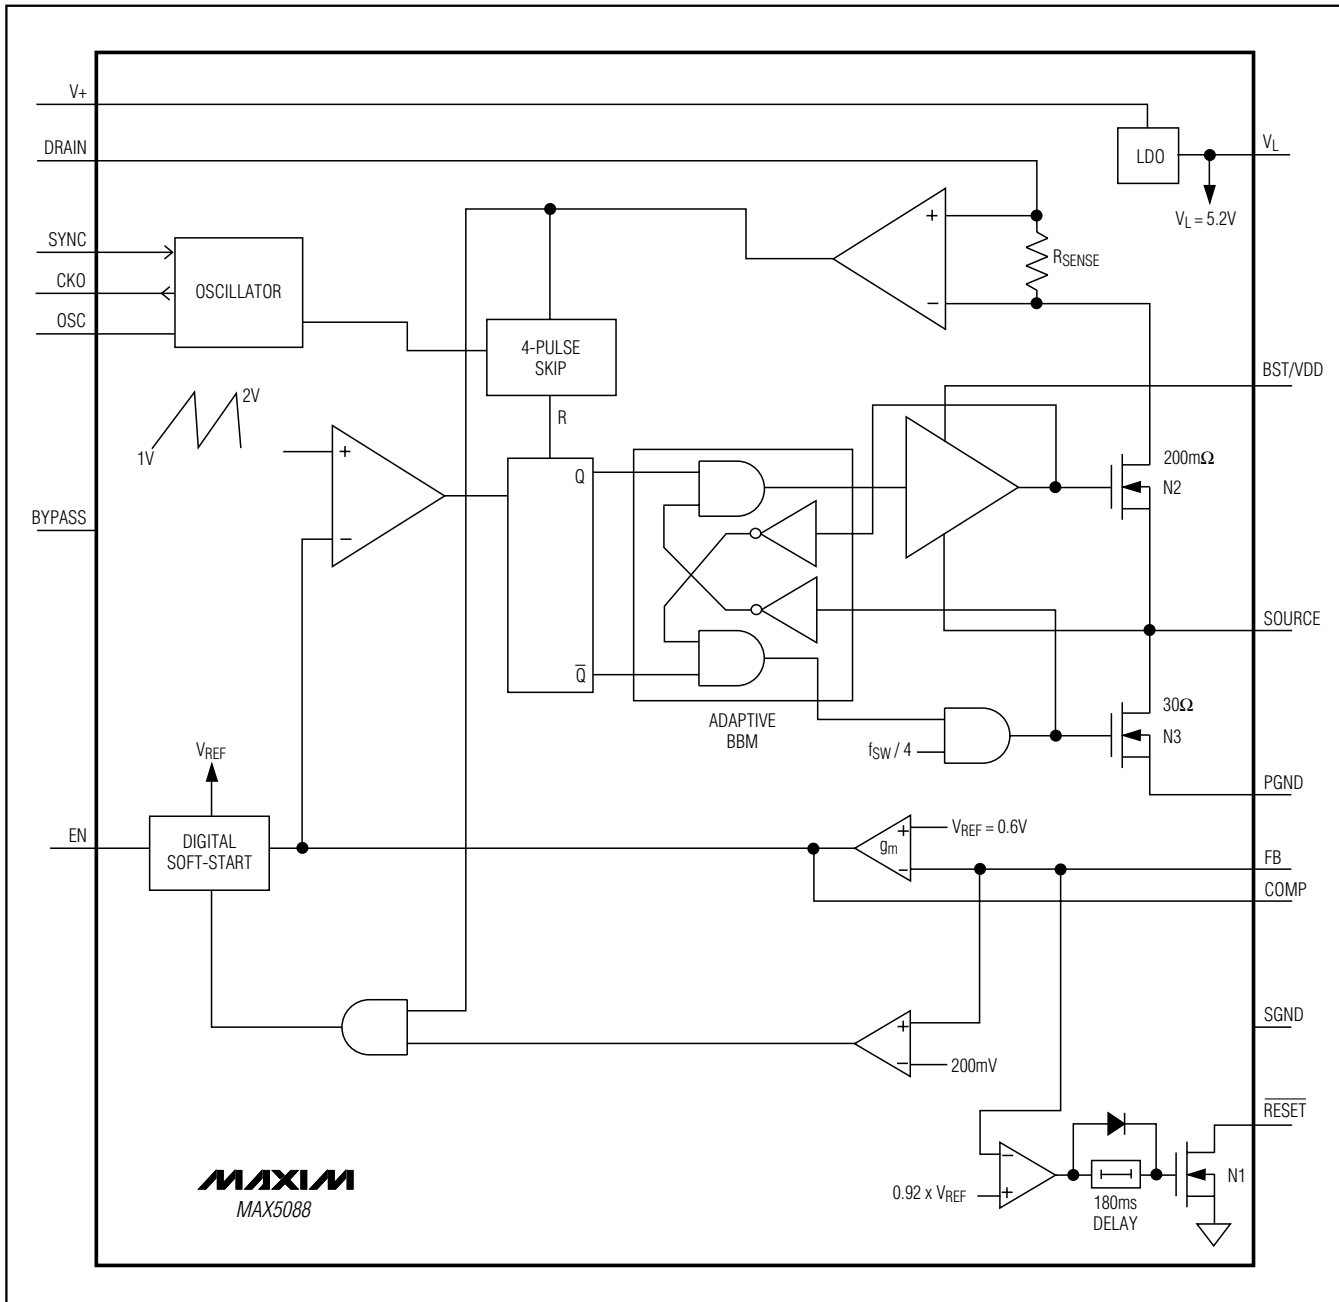 V+
DRAIN
LDO
VL
VL = 5.2V
SYNC
CKO
OSC
OSCILLATOR
+
−
RSENSE
4-PULSE
SKIP
R
1V
2V
+
−
BYPASS
Q
Q̅
ADAPTIVE
BBM
BST/VDD
200mΩ
N2
SOURCE
30Ω
N3
fSW / 4
PGND
VREF
EN
DIGITAL
SOFT-START
gm
+
−
VREF = 0.6V
FB
COMP
+
−
200mV
SGND
R̅E̅S̅E̅T̅
−
+
0.92 x VREF
180ms
DELAY
N1
MAXIM
MAX5088